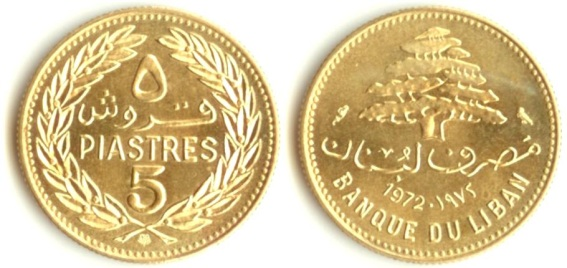 ٥
قروش
PIASTRES
5
مصرف لبنان
1972 · ١٩٧٢
BANQUE DU LIBAN